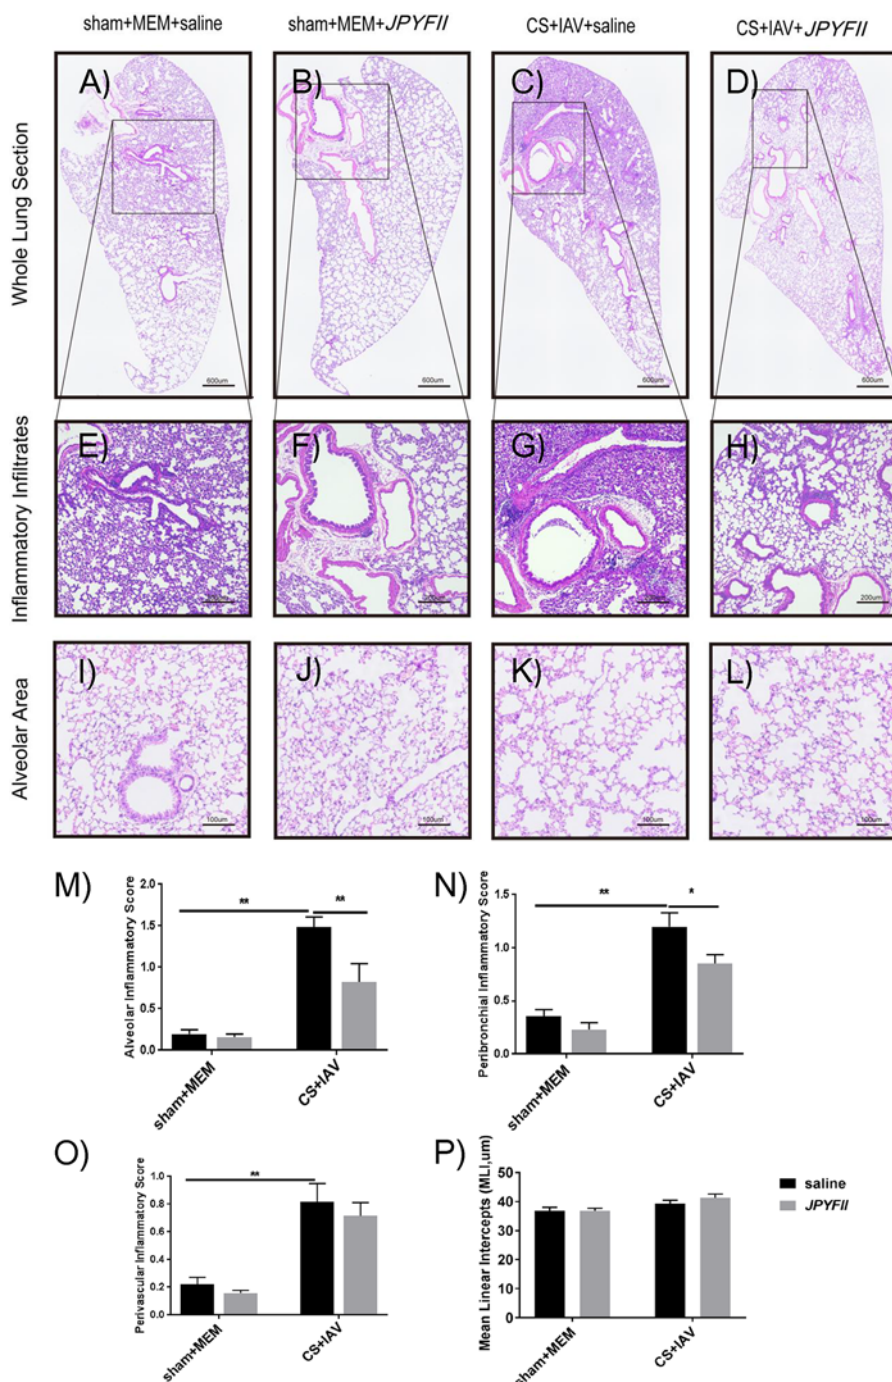 sham+MEM+saline
sham+MEM+JPYFII
CS+IAV+saline
CS+IAV+JPYFII
Whole Lung Section
A)
B)
C)
D)
600um
600um
600um
600um
Inflammatory Infiltrates
E)
F)
G)
H)
200um
Alveolar Area
I)
J)
K)
L)
100um
100um
100um
100um
M)
Alveolar Inflammatory Score
2.0
1.5
1.0
0.5
0.0
**
**
sham+MEM
CS+IAV
N)
Peribronchial Inflammatory Score
1.5
1.0
0.5
0.0
**
*
sham+MEM
CS+IAV
O)
Perivascular Inflammatory Score
1.0
0.8
0.6
0.4
0.2
0.0
**
sham+MEM
CS+IAV
P)
Mean Linear Intercepts (MLI,um)
50
40
30
20
10
0
sham+MEM
CS+IAV
saline
JPYFII